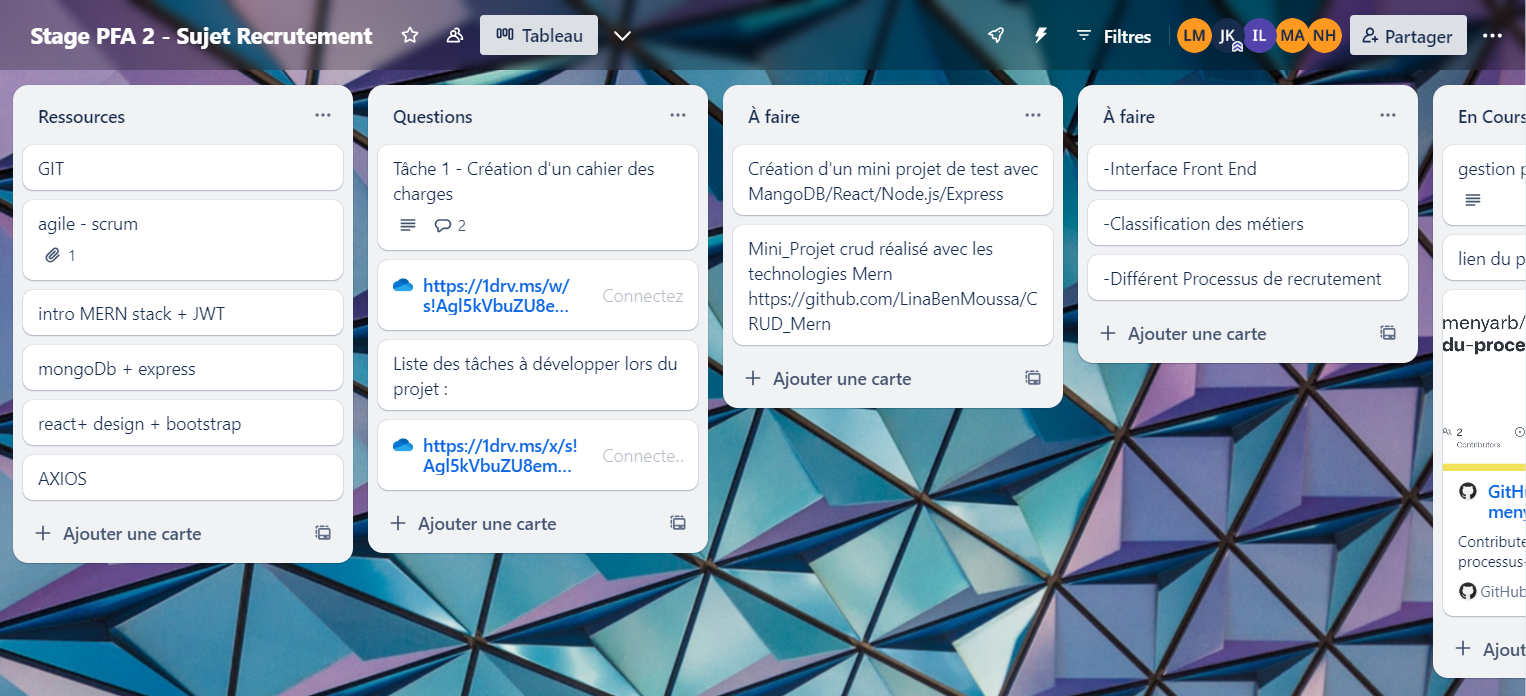 Stage PFA 2 - Sujet Recrutement
Tableau
Filtres
LM
JK
IL
MA
NH
Partager
Ressources
GIT
agile - scrum
1
intro MERN stack + JWT
mongoDb + express
react+ design + bootstrap
AXIOS
Ajouter une carte
Questions
Tâche 1 - Création d'un cahier des
charges
2
https://1drv.ms/w/
s!Agl5kVbuZU8e...
Connectez
Liste des tâches à développer lors du
projet :
https://1drv.ms/x/s!
Agl5kVbuZU8em...
Connecte..
Ajouter une carte
À faire
Création d'un mini projet de test avec
MangoDB/React/Node.js/Express
Mini_Projet crud réalisé avec les
technologies Mern
https://github.com/LinaBenMoussa/C
RUD_Mern
Ajouter une carte
À faire
-Interface Front End
-Classification des métiers
-Différent Processus de recrutement
Ajouter une carte
En Cours
gestion p
lien du p
menyarb/
du-proce
2
Contributors
GitH
meny
Contribute
processus-
GitHub
Ajout